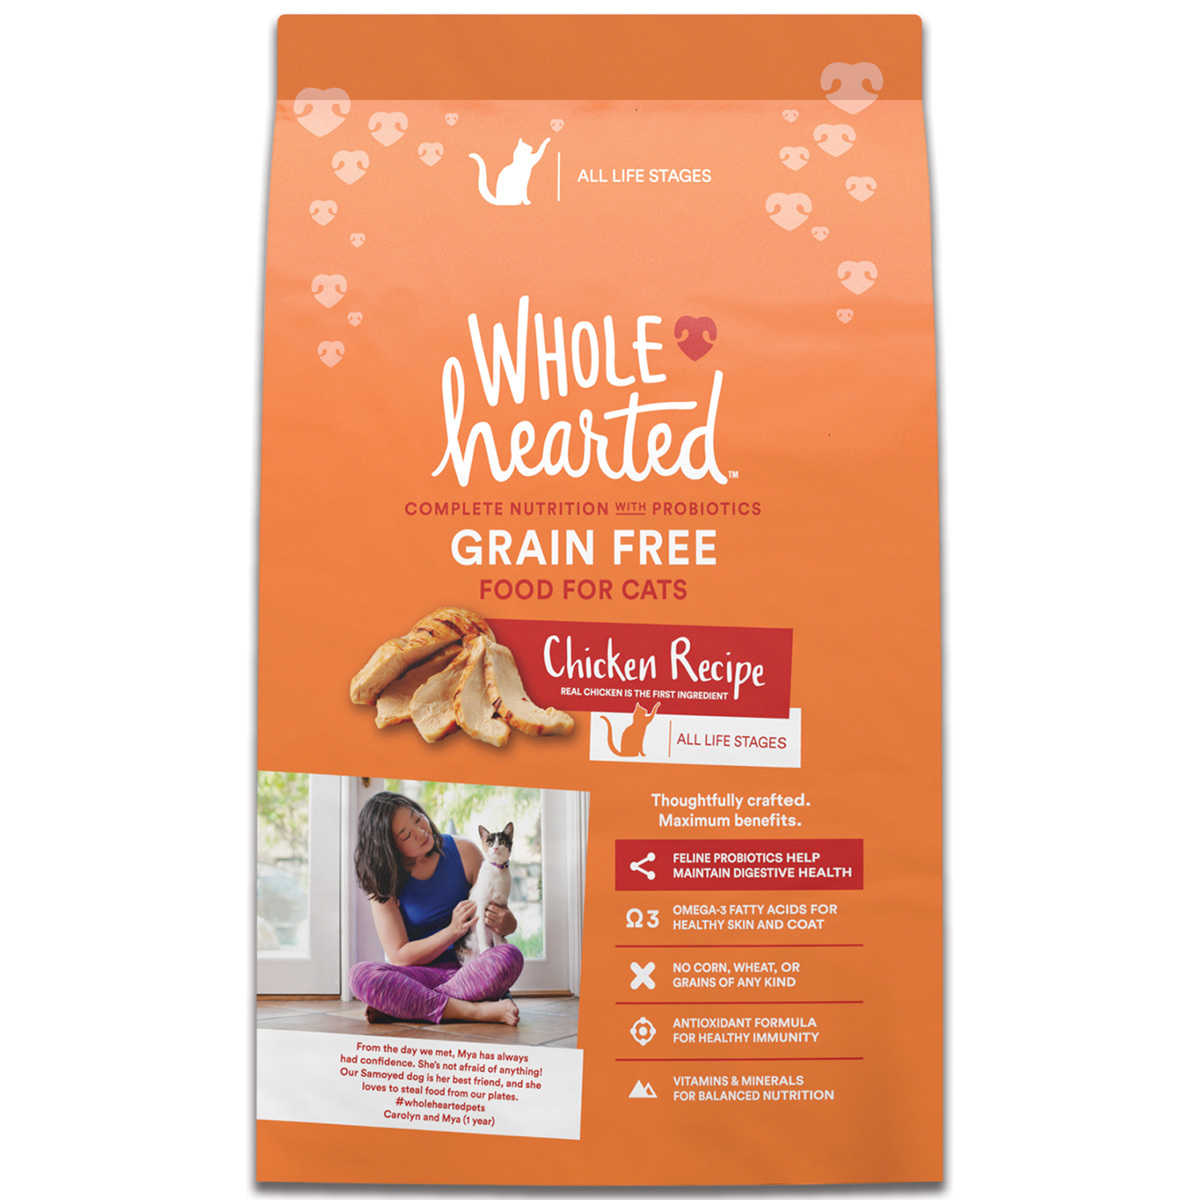 ALL LIFE STAGES
WHOLE
hearted™
COMPLETE NUTRITION WITH PROBIOTICS
GRAIN FREE
FOOD FOR CATS
Chicken Recipe
REAL CHICKEN IS THE FIRST INGREDIENT
ALL LIFE STAGES
Thoughtfully crafted.
Maximum benefits.
FELINE PROBIOTICS HELP
MAINTAIN DIGESTIVE HEALTH
Ω3
OMEGA-3 FATTY ACIDS FOR
HEALTHY SKIN AND COAT
NO CORN, WHEAT, OR
GRAINS OF ANY KIND
ANTIOXIDANT FORMULA
FOR HEALTHY IMMUNITY
VITAMINS & MINERALS
FOR BALANCED NUTRITION
From the day we met, Mya has always
had confidence. She's not afraid of anything!
Our Samoyed dog is her best friend, and she
loves to steal food from our plates.
#wholeheartedpets
Carolyn and Mya (1 year)